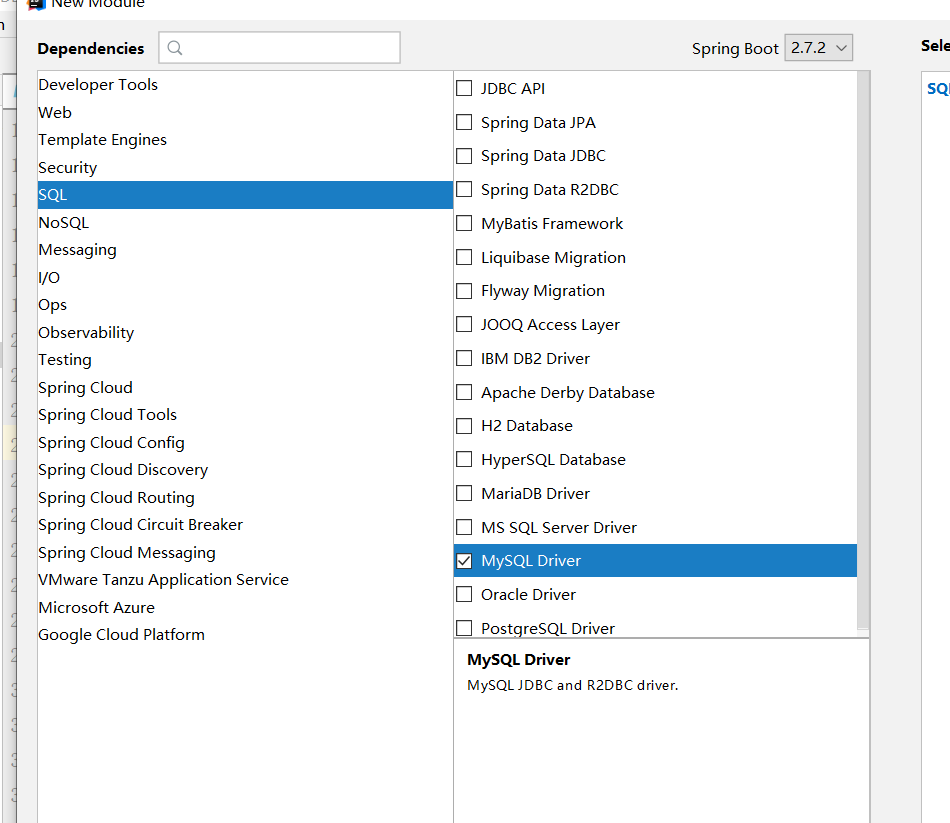 New Module
Dependencies
Spring Boot 2.7.2
Developer Tools
Web
Template Engines
Security
SQL
NoSQL
Messaging
I/O
Ops
Observability
Testing
Spring Cloud
Spring Cloud Tools
Spring Cloud Config
Spring Cloud Discovery
Spring Cloud Routing
Spring Cloud Circuit Breaker
Spring Cloud Messaging
VMware Tanzu Application Service
Microsoft Azure
Google Cloud Platform
JDBC API
Spring Data JPA
Spring Data JDBC
Spring Data R2DBC
MyBatis Framework
Liquibase Migration
Flyway Migration
JOOQ Access Layer
IBM DB2 Driver
Apache Derby Database
H2 Database
HyperSQL Database
MariaDB Driver
MS SQL Server Driver
MySQL Driver
Oracle Driver
PostgreSQL Driver
MySQL Driver
MySQL JDBC and R2DBC driver.